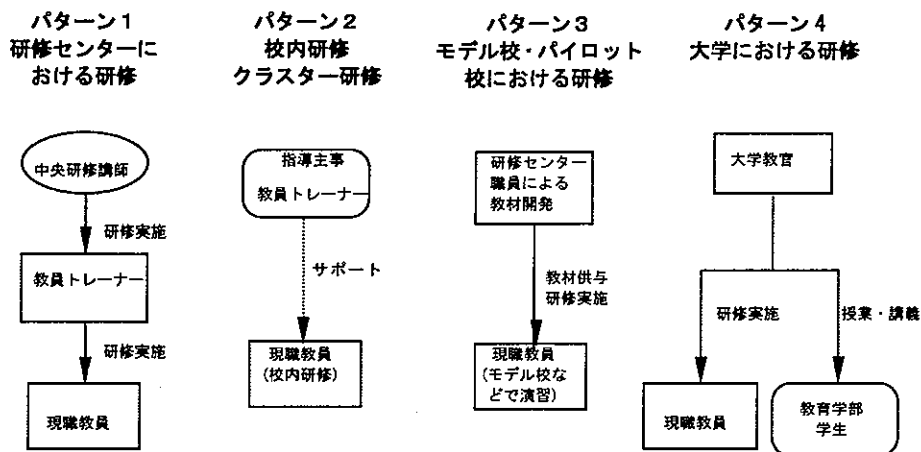 パターン1
研修センターに
おける研修
中央研修講師
研修実施
教員トレーナー
研修実施
現職教員
パターン2
校内研修
クラスター研修
指導主事
教員トレーナー
サポート
現職教員
(校内研修)
パターン3
モデル校・パイロット
校における研修
研修センター
職員による
教材開発
教材供与
研修実施
現職教員
(モデル校な
どで演習)
パターン4
大学における研修
大学教官
研修実施
授業・講義
現職教員
教育学部
学生